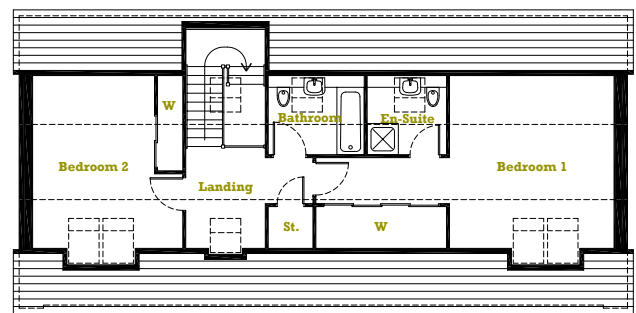 W
Bathroom
En-Suite
Bedroom 2
Bedroom 1
Landing
St.
W